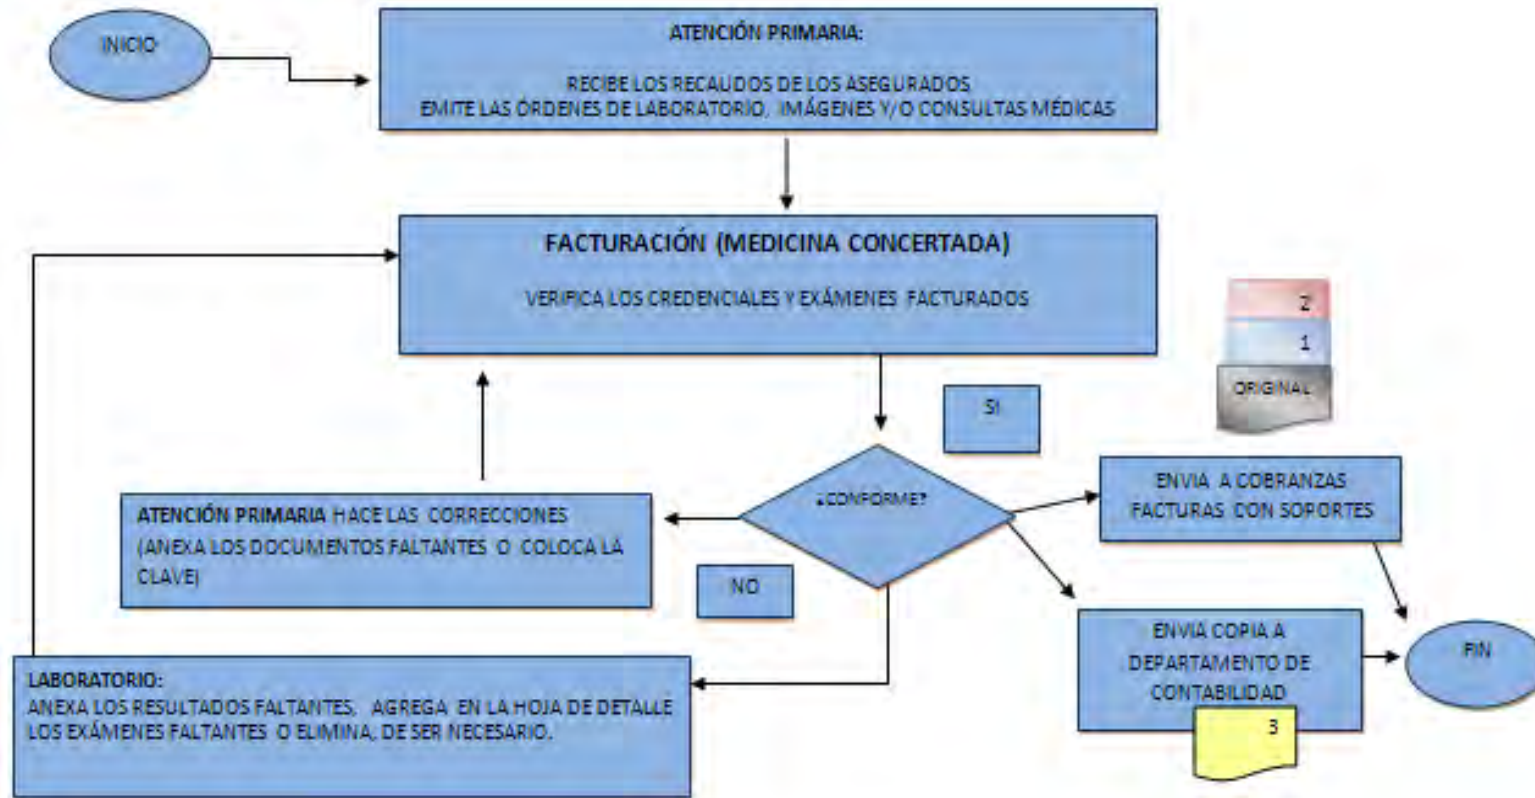 INICIO
ATENCIÓN PRIMARIA:
RECIBE LOS RECAUDOS DE LOS ASEGURADOS
EMITE LAS ÓRDENES DE LABORATORIO, IMÁGENES Y/O CONSULTAS MÉDICAS
FACTURACIÓN (MEDICINA CONCERTADA)
VERIFICA LOS CREDENCIALES Y EXÁMENES FACTURADOS
2
1
ORIGINAL
SI
¿CONFORME?
ENVIA A COBRANZAS
FACTURAS CON SOPORTES
ATENCIÓN PRIMARIA HACE LAS CORRECCIONES
(ANEXA LOS DOCUMENTOS FALTANTES O COLOCA LA
CLAVE)
NO
ENVIA COPIA A
DEPARTAMENTO DE
CONTABILIDAD
3
FIN
LABORATORIO:
ANEXA LOS RESULTADOS FALTANTES, AGREGA EN LA HOJA DE DETALLE
LOS EXÁMENES FALTANTES O ELIMINA, DE SER NECESARIO.